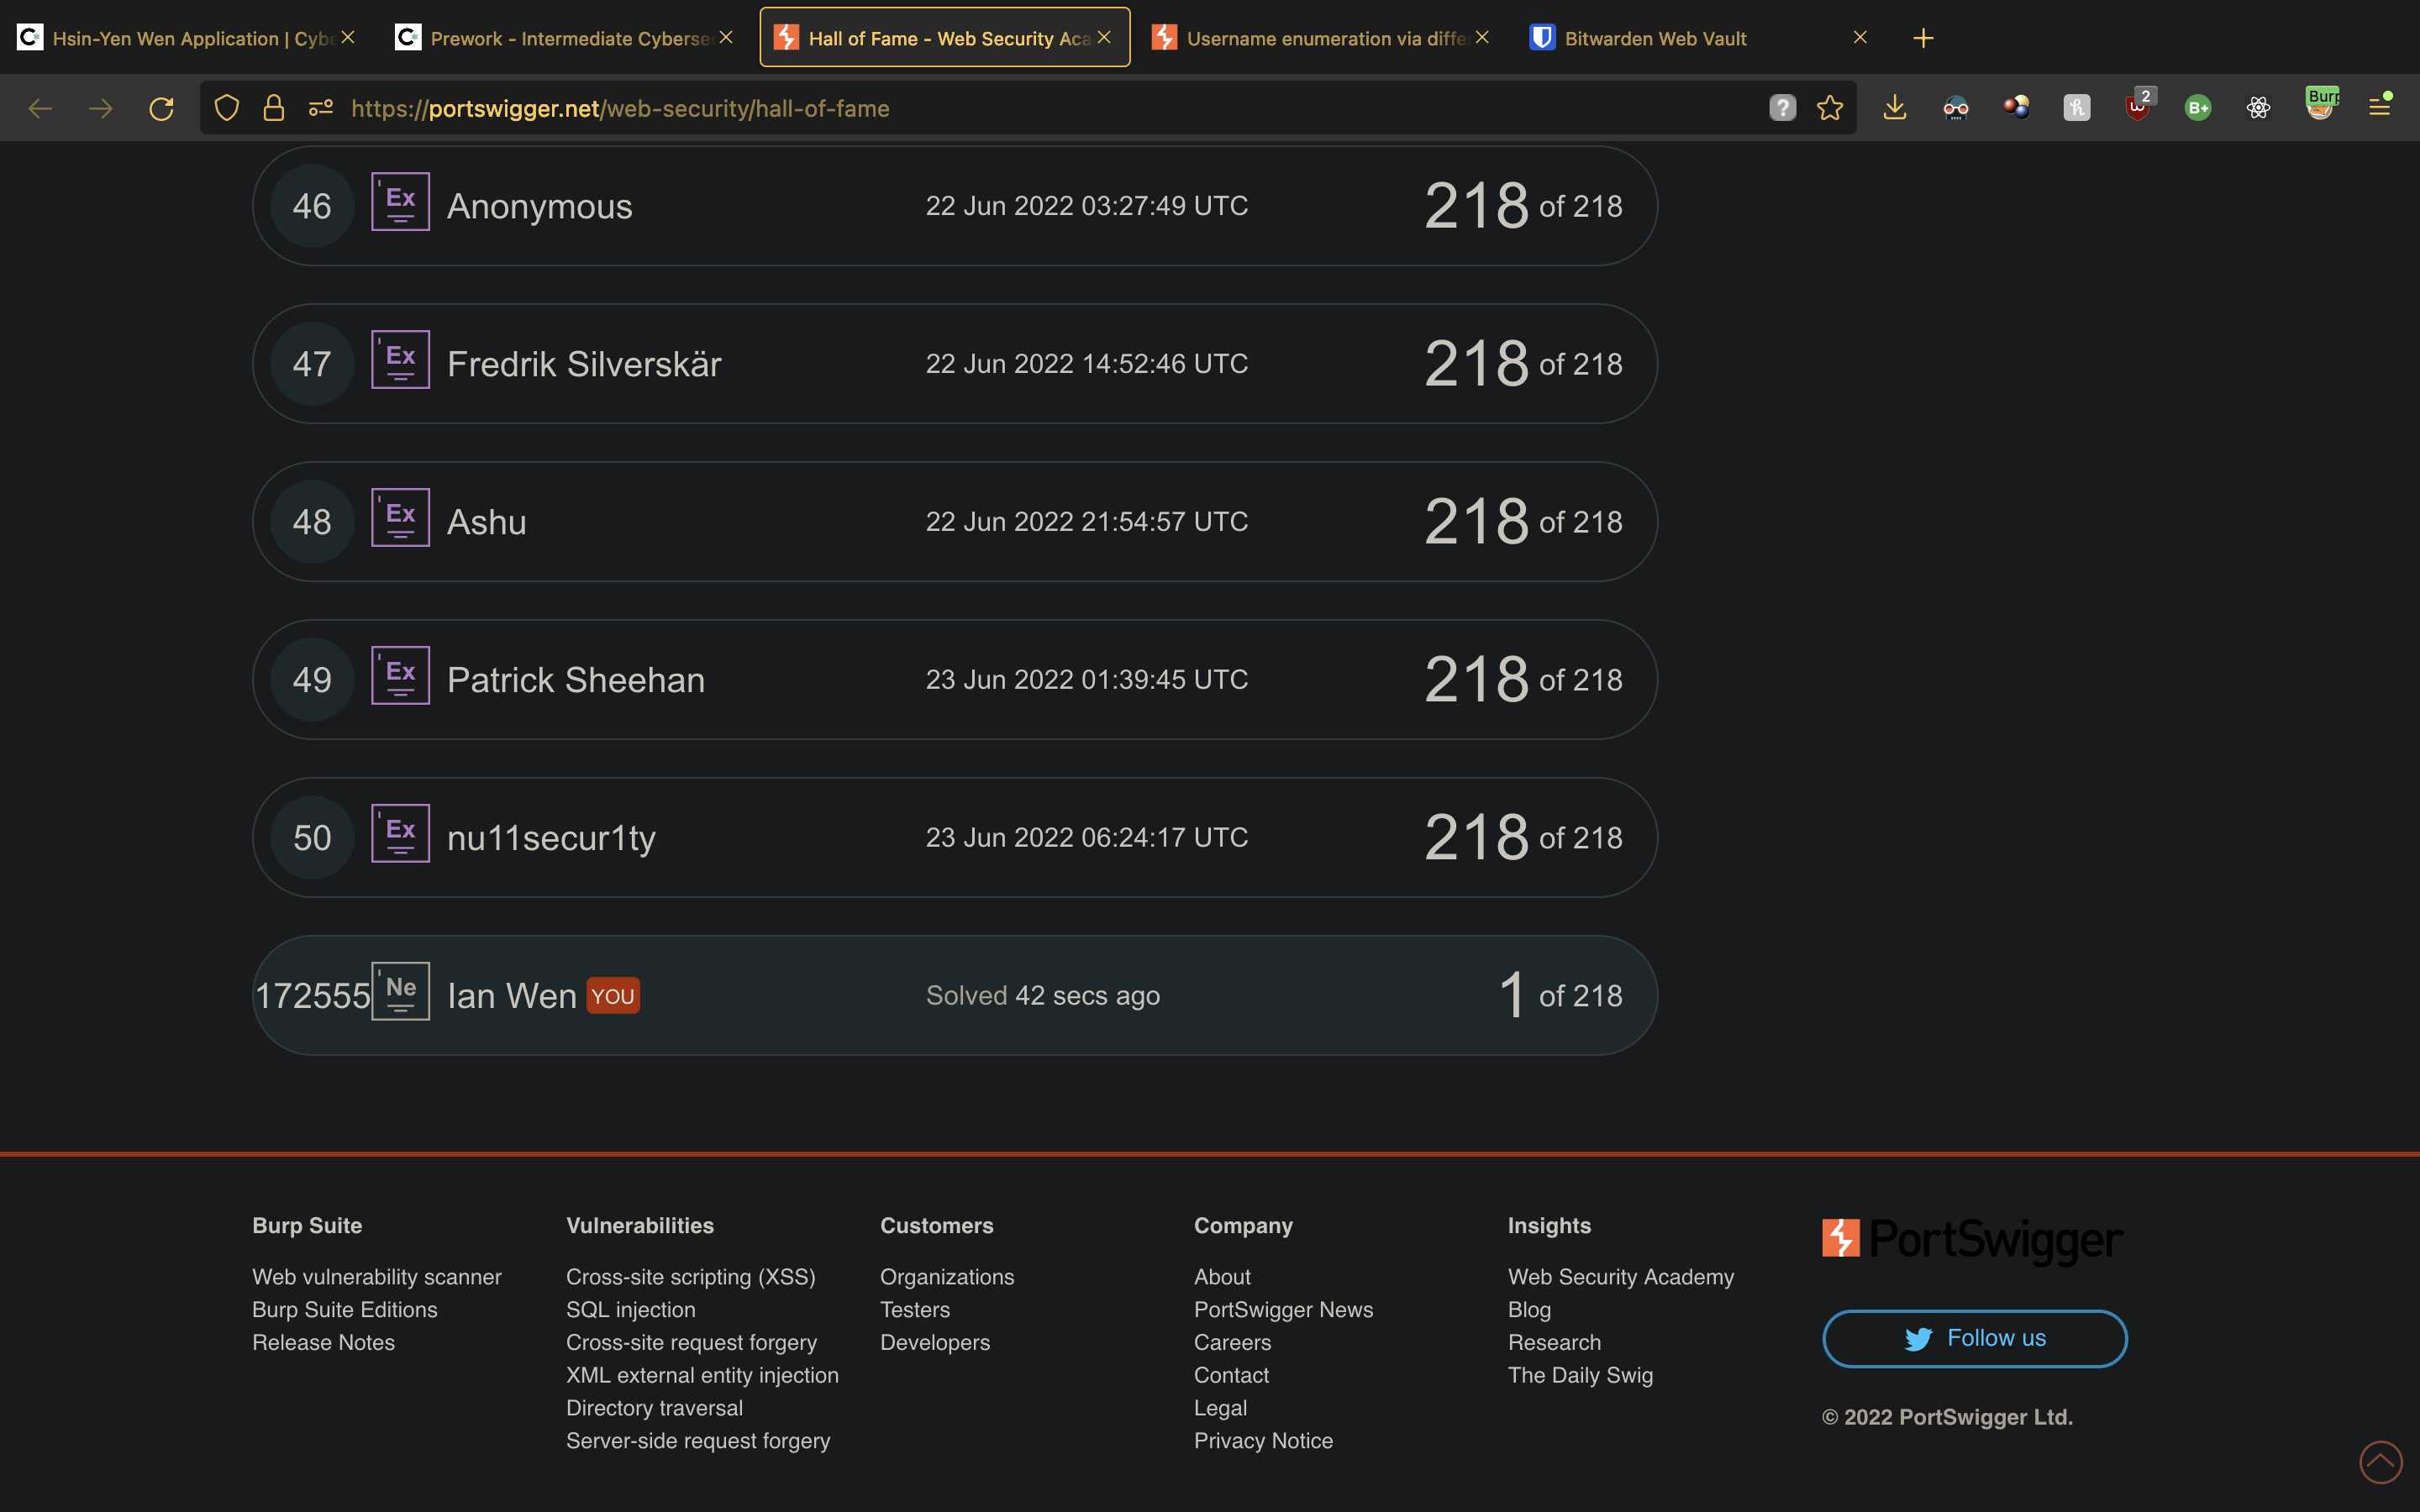 Hsin-Yen Wen Application | Cybe
Prework - Intermediate Cyberse
Hall of Fame - Web Security Aca
Username enumeration via diffe
Bitwarden Web Vault
https://portswigger.net/web-security/hall-of-fame
?
2
B+
Burp
46 'Ex Anonymous 22 Jun 2022 03:27:49 UTC 218 of 218
47 'Ex Fredrik Silverskär 22 Jun 2022 14:52:46 UTC 218 of 218
48 'Ex Ashu 22 Jun 2022 21:54:57 UTC 218 of 218
49 'Ex Patrick Sheehan 23 Jun 2022 01:39:45 UTC 218 of 218
50 'Ex nu11secur1ty 23 Jun 2022 06:24:17 UTC 218 of 218
172555 'Ne Ian Wen YOU Solved 42 secs ago 1 of 218
Burp Suite
Web vulnerability scanner
Burp Suite Editions
Release Notes
Vulnerabilities
Cross-site scripting (XSS)
SQL injection
Cross-site request forgery
XML external entity injection
Directory traversal
Server-side request forgery
Customers
Organizations
Testers
Developers
Company
About
PortSwigger News
Careers
Contact
Legal
Privacy Notice
Insights
Web Security Academy
Blog
Research
The Daily Swig
PortSwigger
Follow us
© 2022 PortSwigger Ltd.